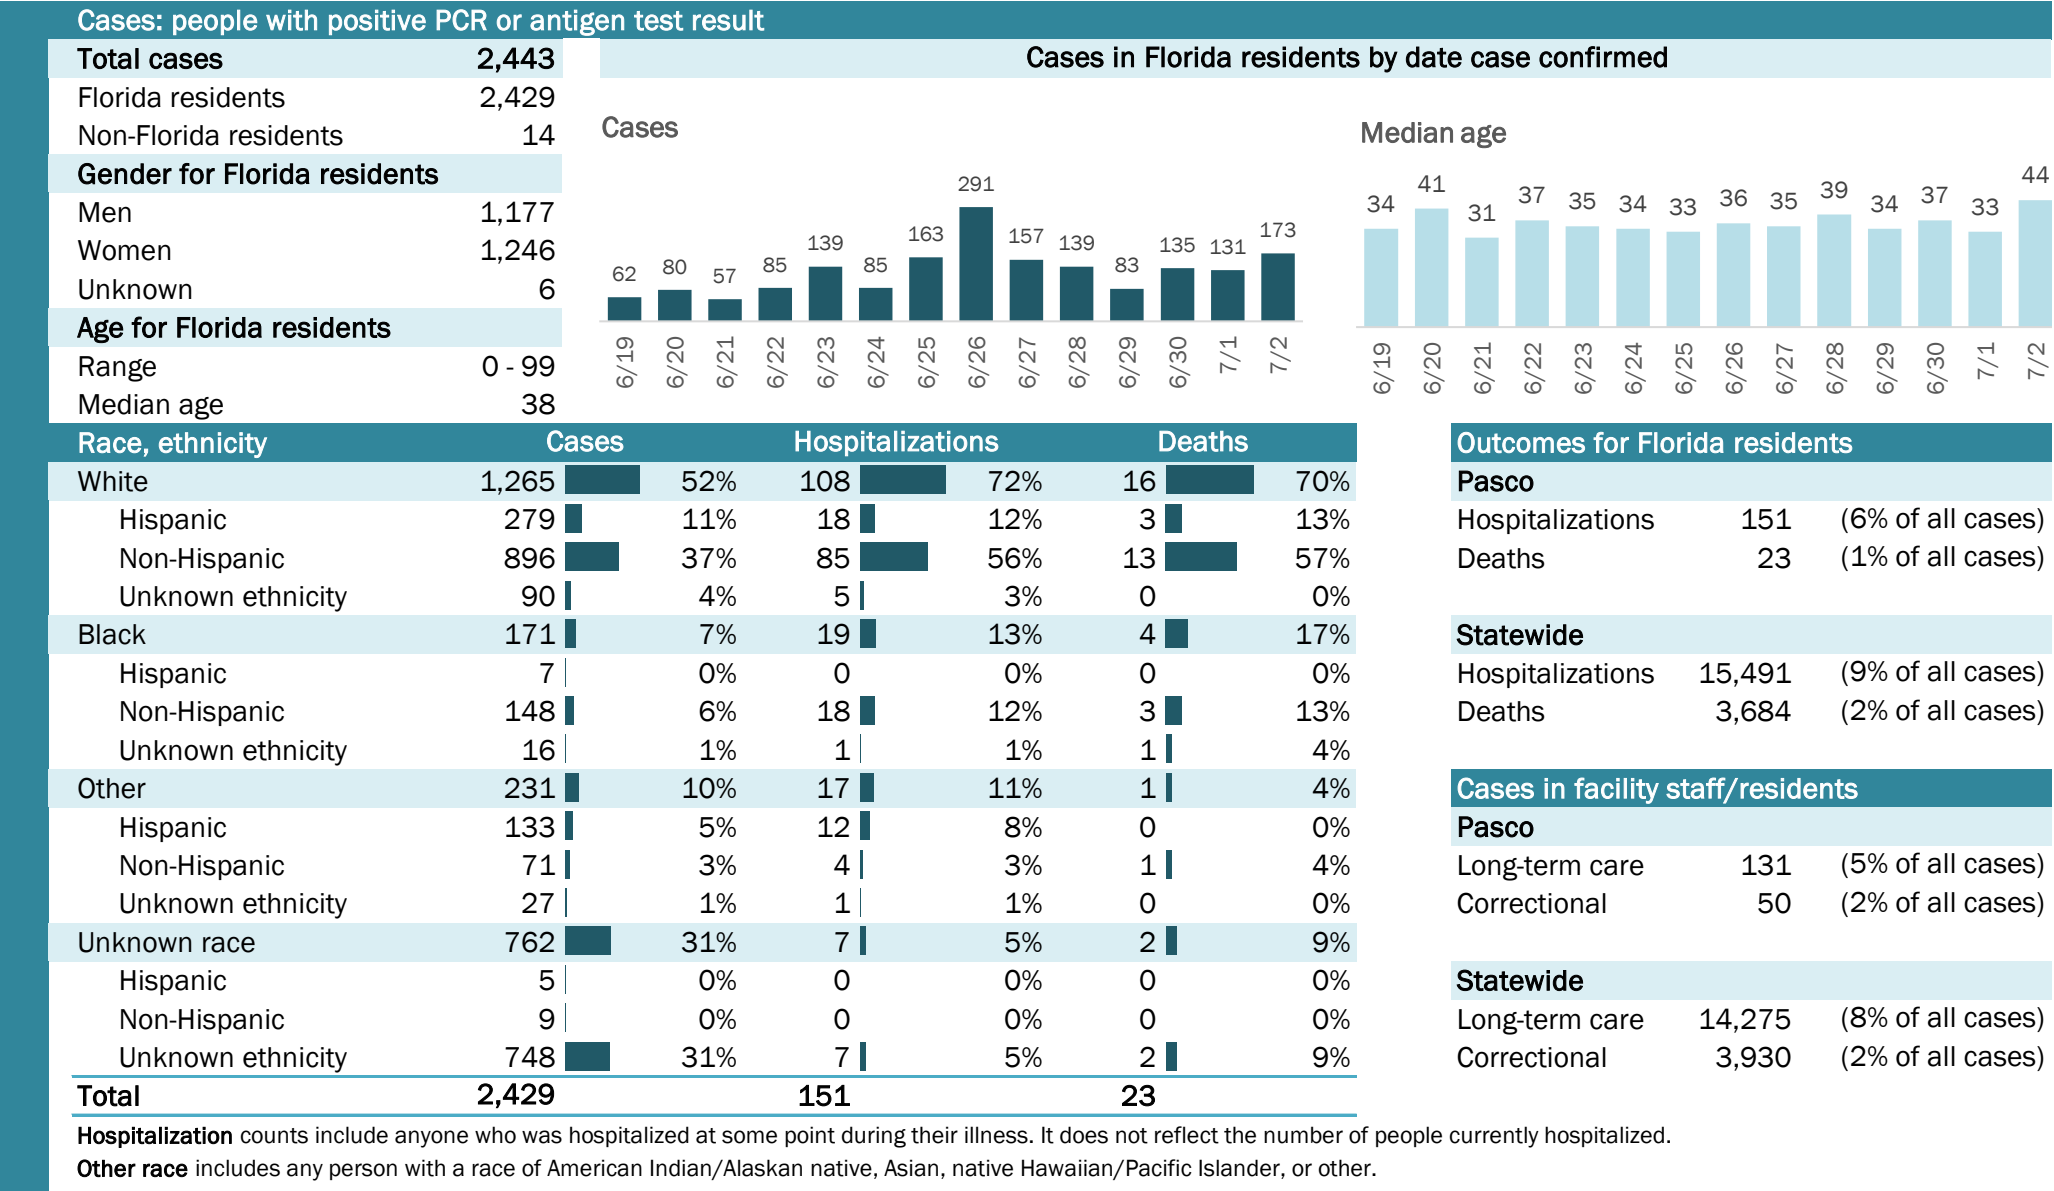 Cases: people with positive PCR or antigen test result
Total cases 2,443
Florida residents 2,429
Non-Florida residents 14
Gender for Florida residents
Men 1,177
Women 1,246
Unknown 6
Age for Florida residents
Range 0 - 99
Median age 38
Cases in Florida residents by date case confirmed
Cases
62 80 57 85 139 85 163 291 157 139 83 135 131 173
6/19 6/20 6/21 6/22 6/23 6/24 6/25 6/26 6/27 6/28 6/29 6/30 7/1 7/2
Median age
34 41 31 37 35 34 33 36 35 39 34 37 33 44
6/19 6/20 6/21 6/22 6/23 6/24 6/25 6/26 6/27 6/28 6/29 6/30 7/1 7/2
Race, ethnicity Cases Hospitalizations Deaths
White 1,265 52% 108 72% 16 70%
Hispanic 279 11% 18 12% 3 13%
Non-Hispanic 896 37% 85 56% 13 57%
Unknown ethnicity 90 4% 5 3% 0 0%
Black 171 7% 19 13% 4 17%
Hispanic 7 0% 0 0% 0 0%
Non-Hispanic 148 6% 18 12% 3 13%
Unknown ethnicity 16 1% 1 1% 1 4%
Other 231 10% 17 11% 1 4%
Hispanic 133 5% 12 8% 0 0%
Non-Hispanic 71 3% 4 3% 1 4%
Unknown ethnicity 27 1% 1 1% 0 0%
Unknown race 762 31% 7 5% 2 9%
Hispanic 5 0% 0 0% 0 0%
Non-Hispanic 9 0% 0 0% 0 0%
Unknown ethnicity 748 31% 7 5% 2 9%
Total 2,429 151 23
Outcomes for Florida residents
Pasco
Hospitalizations 151 (6% of all cases)
Deaths 23 (1% of all cases)
Statewide
Hospitalizations 15,491 (9% of all cases)
Deaths 3,684 (2% of all cases)
Cases in facility staff/residents
Pasco
Long-term care 131 (5% of all cases)
Correctional 50 (2% of all cases)
Statewide
Long-term care 14,275 (8% of all cases)
Correctional 3,930 (2% of all cases)
Hospitalization counts include anyone who was hospitalized at some point during their illness. It does not reflect the number of people currently hospitalized.
Other race includes any person with a race of American Indian/Alaskan native, Asian, native Hawaiian/Pacific Islander, or other.